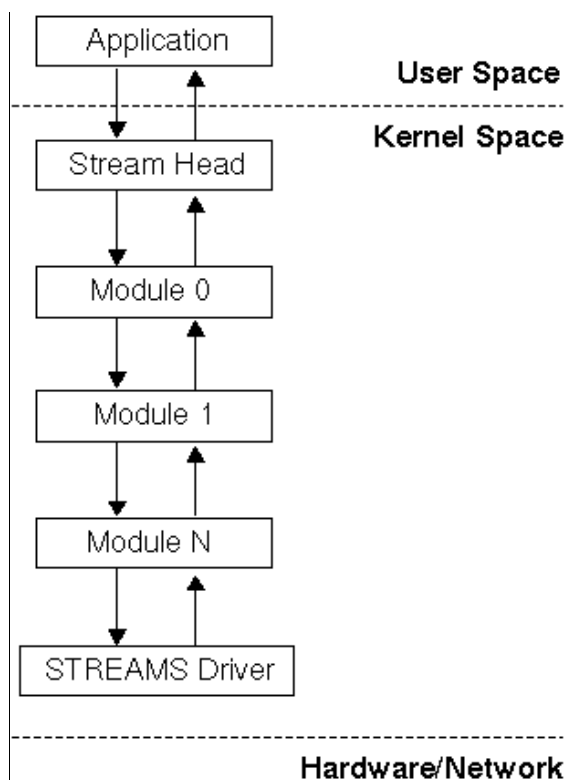 Application
User Space
Kernel Space
Stream Head
Module 0
Module 1
Module N
STREAMS Driver
Hardware/Network